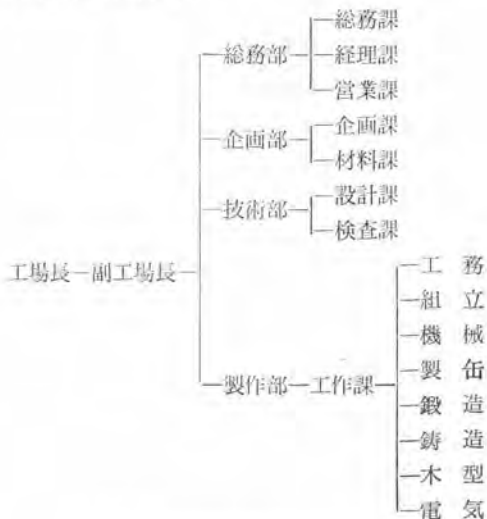 総務課
総務部
経理課
営業課
企画課
企画部
材料課
設計課
技術部
検査課
工場長 副工場長
工務
組立
機械
製作部 工作課
製缶
鍛造
鋳造
木型
電気